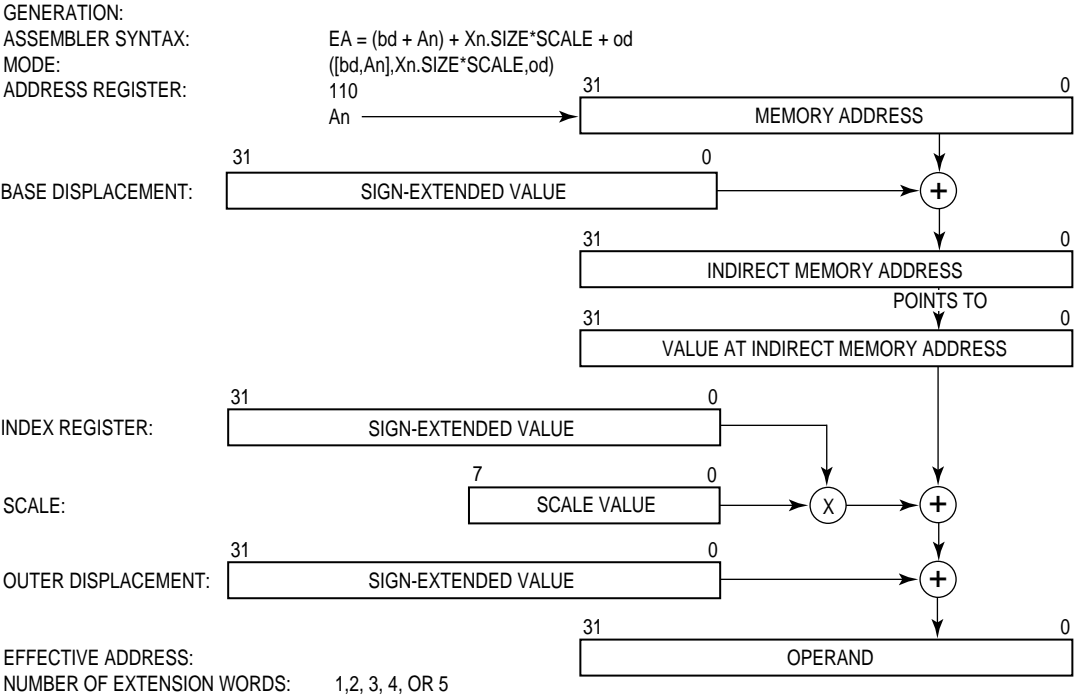 GENERATION:
ASSEMBLER SYNTAX: EA = (bd + An) + Xn.SIZE*SCALE + od
MODE: ([bd,An],Xn.SIZE*SCALE,od)
ADDRESS REGISTER: 110
31 0
An MEMORY ADDRESS
31 0
BASE DISPLACEMENT: SIGN-EXTENDED VALUE +
31 0
INDIRECT MEMORY ADDRESS
POINTS TO
31 0
VALUE AT INDIRECT MEMORY ADDRESS
31 0
INDEX REGISTER: SIGN-EXTENDED VALUE
7 0
SCALE: SCALE VALUE X +
31 0
OUTER DISPLACEMENT: SIGN-EXTENDED VALUE +
31 0
EFFECTIVE ADDRESS: OPERAND
NUMBER OF EXTENSION WORDS: 1,2, 3, 4, OR 5